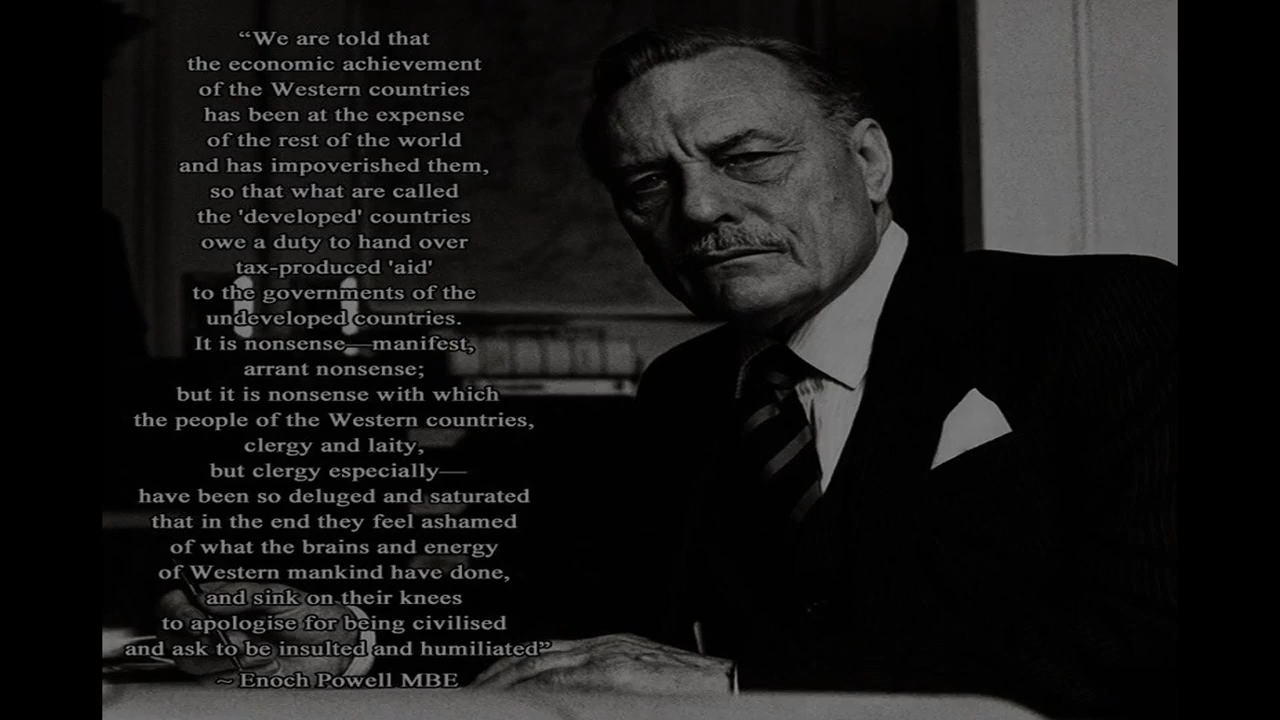 “We are told that
the economic achievement
of the Western countries
has been at the expense
of the rest of the world
and has impoverished them,
so that what are called
the 'developed' countries
owe a duty to hand over
tax-produced 'aid'
to the governments of the
undeveloped countries.
It is nonsense—manifest,
arrant nonsense;
but it is nonsense with which
the people of the Western countries,
clergy and laity,
but clergy especially—
have been so deluged and saturated
that in the end they feel ashamed
of what the brains and energy
of Western mankind have done,
and sink on their knees
to apologise for being civilised
and ask to be insulted and humiliated”
~ Enoch Powell MBE